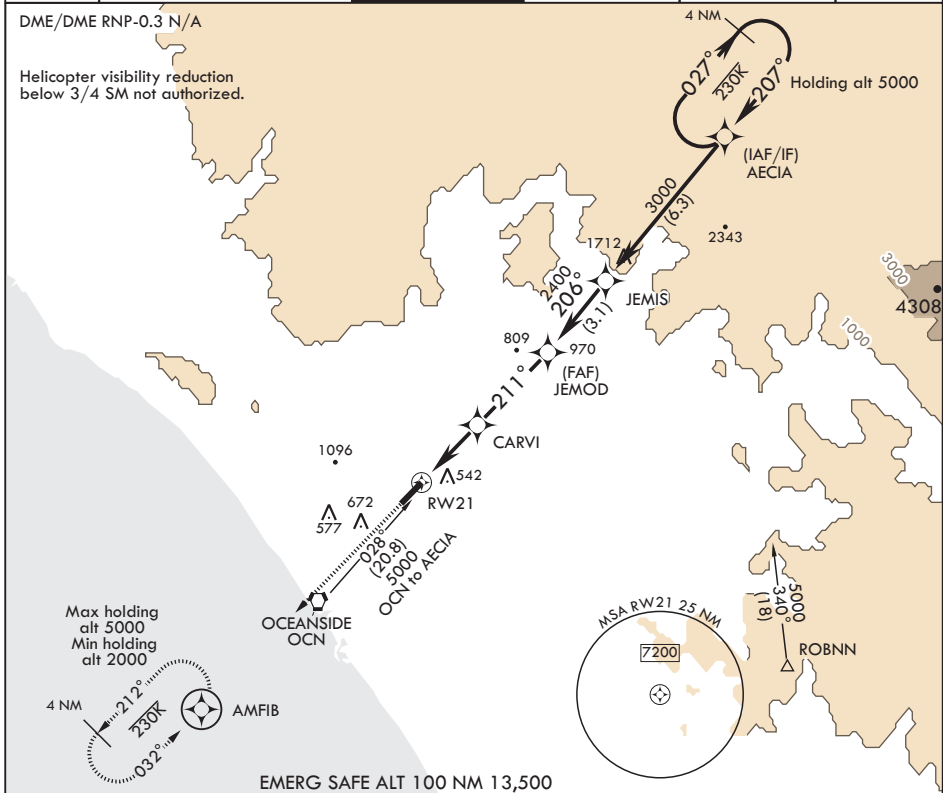 DME/DME RNP-0.3 N/A
Helicopter visibility reduction
below 3/4 SM not authorized.
4 NM
027°
230K
207°
Holding alt 5000
(IAF/IF)
AECIA
3000
(6.3)
2343
1712
2400
206°
JEMIS
(3.1)
3000
4308
1000
809
970
(FAF)
JEMOD
211°
CARVI
1096
542
RW21
672
577
028°
(20.8)
5000
OCN to AECIA
OCEANSIDE
OCN
Max holding
alt 5000
Min holding
alt 2000
4 NM
212°
230K
032°
AMFIB
MSA RW21 25 NM
7200
5000
340°
(18)
ROBNN
EMERG SAFE ALT 100 NM 13,500